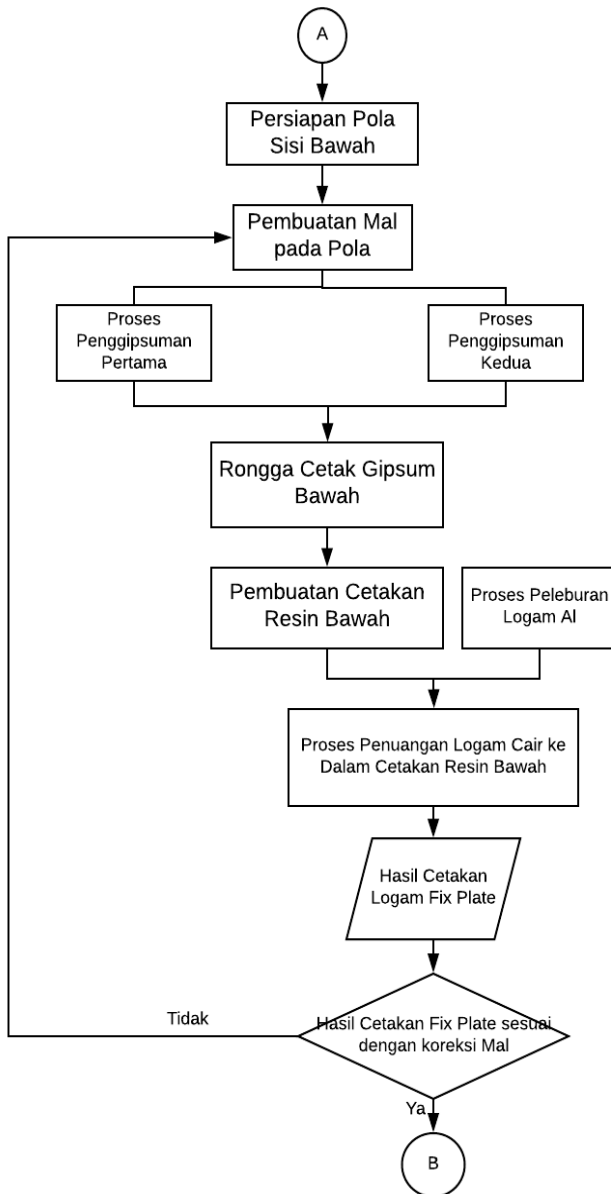 A
Persiapan Pola
Sisi Bawah
Pembuatan Mal
pada Pola
Proses
Penggipsuman
Pertama
Proses
Penggipsuman
Kedua
Rongga Cetak Gipsum
Bawah
Pembuatan Cetakan
Resin Bawah
Proses Peleburan
Logam Al
Proses Penuangan Logam Cair ke
Dalam Cetakan Resin Bawah
Hasil Cetakan
Logam Fix Plate
Hasil Cetakan Fix Plate sesuai
dengan koreksi Mal
Tidak
Ya
B